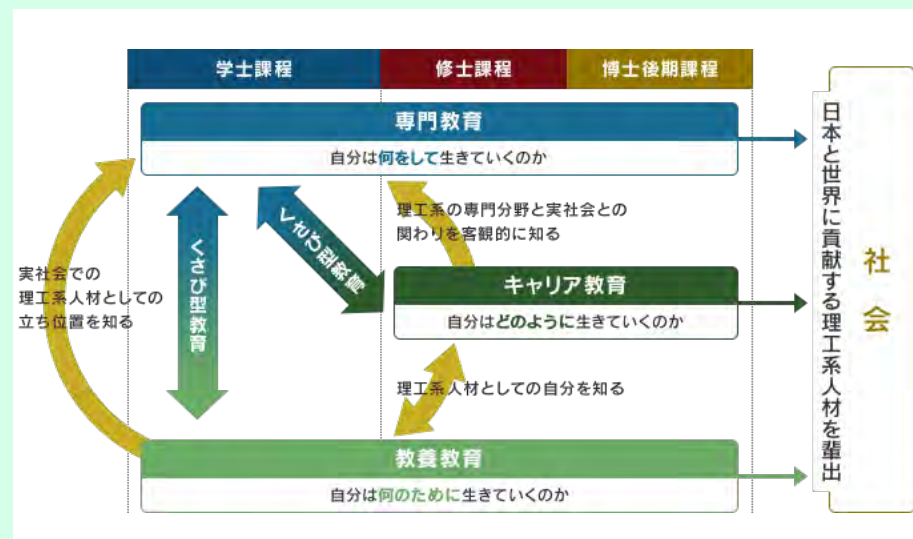 学士課程
修士課程
博士後期課程
専門教育
自分は何をして生きていくのか
くさび型教育
くさび型教育
理工系の専門分野と実社会との
関わりを客観的に知る
実社会での
理工系人材としての
立ち位置を知る
キャリア教育
自分はどのように生きていくのか
理工系人材としての自分を知る
教養教育
自分は何のために生きていくのか
日本と世界に貢献する理工系人材を輩出
社会